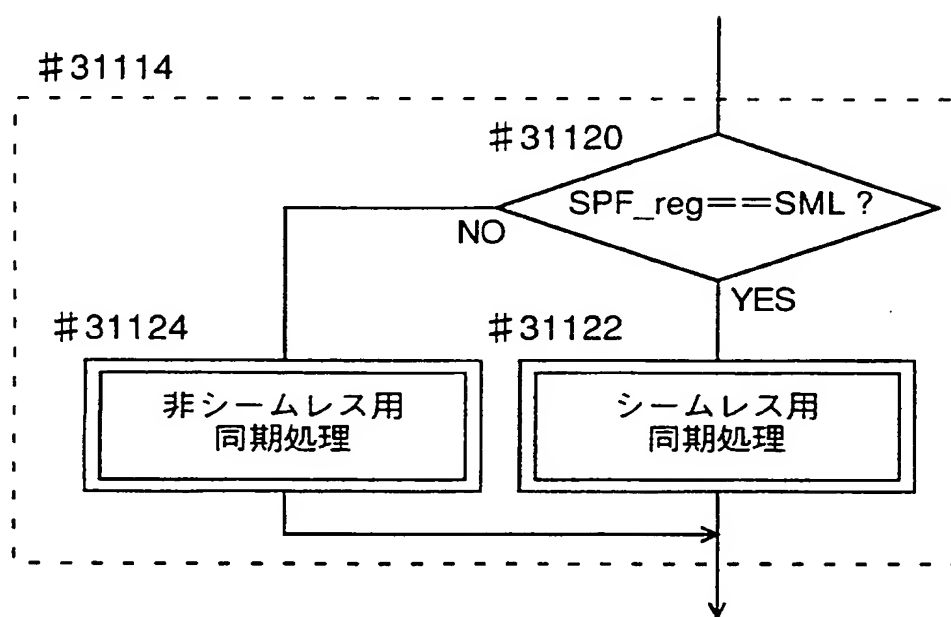 #31114
#31120
SPF_reg==SML?
NO
YES
#31124
#31122
非シームレス用
同期処理
シームレス用
同期処理